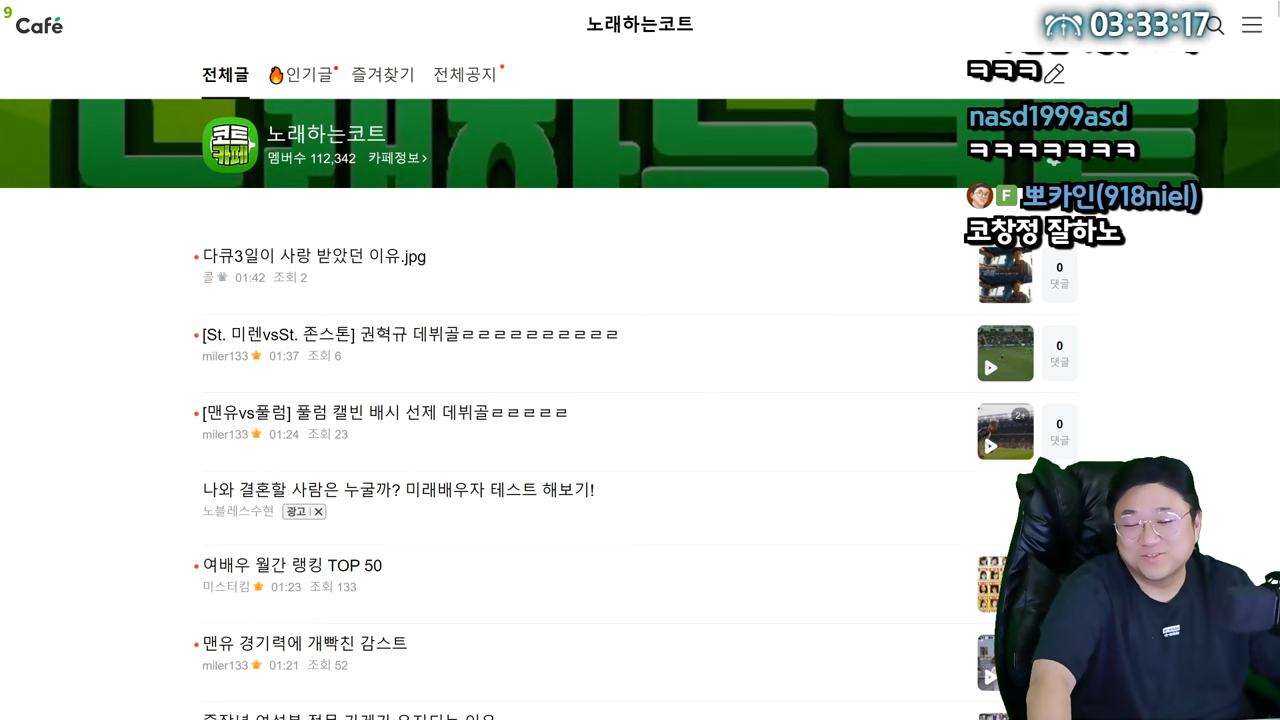 9
Café
노래하는코트
03:33:17
전체글
인기글
즐겨찾기
전체공지
ㅋㅋㅋ
코트
카페
노래하는코트
멤버수 112,342 카페정보
nasd1999asd
ㅋㅋㅋㅋㅋㅋㅋ
F 뽀카인(918niel)
코창정 잘하노
다큐3일이 사랑 받았던 이유.jpg
콜 01:42 조회 2
0
댓글
[St. 미렌vsSt. 존스톤] 권혁규 데뷔골ㄹㄹㄹㄹㄹㄹㄹㄹㄹㄹ
miler133 01:37 조회 6
0
댓글
[맨유vs풀럼] 풀럼 캘빈 배시 선제 데뷔골ㄹㄹㄹㄹㄹ
miler133 01:24 조회 23
2+
0
댓글
나와 결혼할 사람은 누굴까? 미래배우자 테스트 해보기!
노블레스수현 광고
여배우 월간 랭킹 TOP 50
미스터킴 01:23 조회 133
맨유 경기력에 개빡친 감스트
miler133 01:21 조회 52